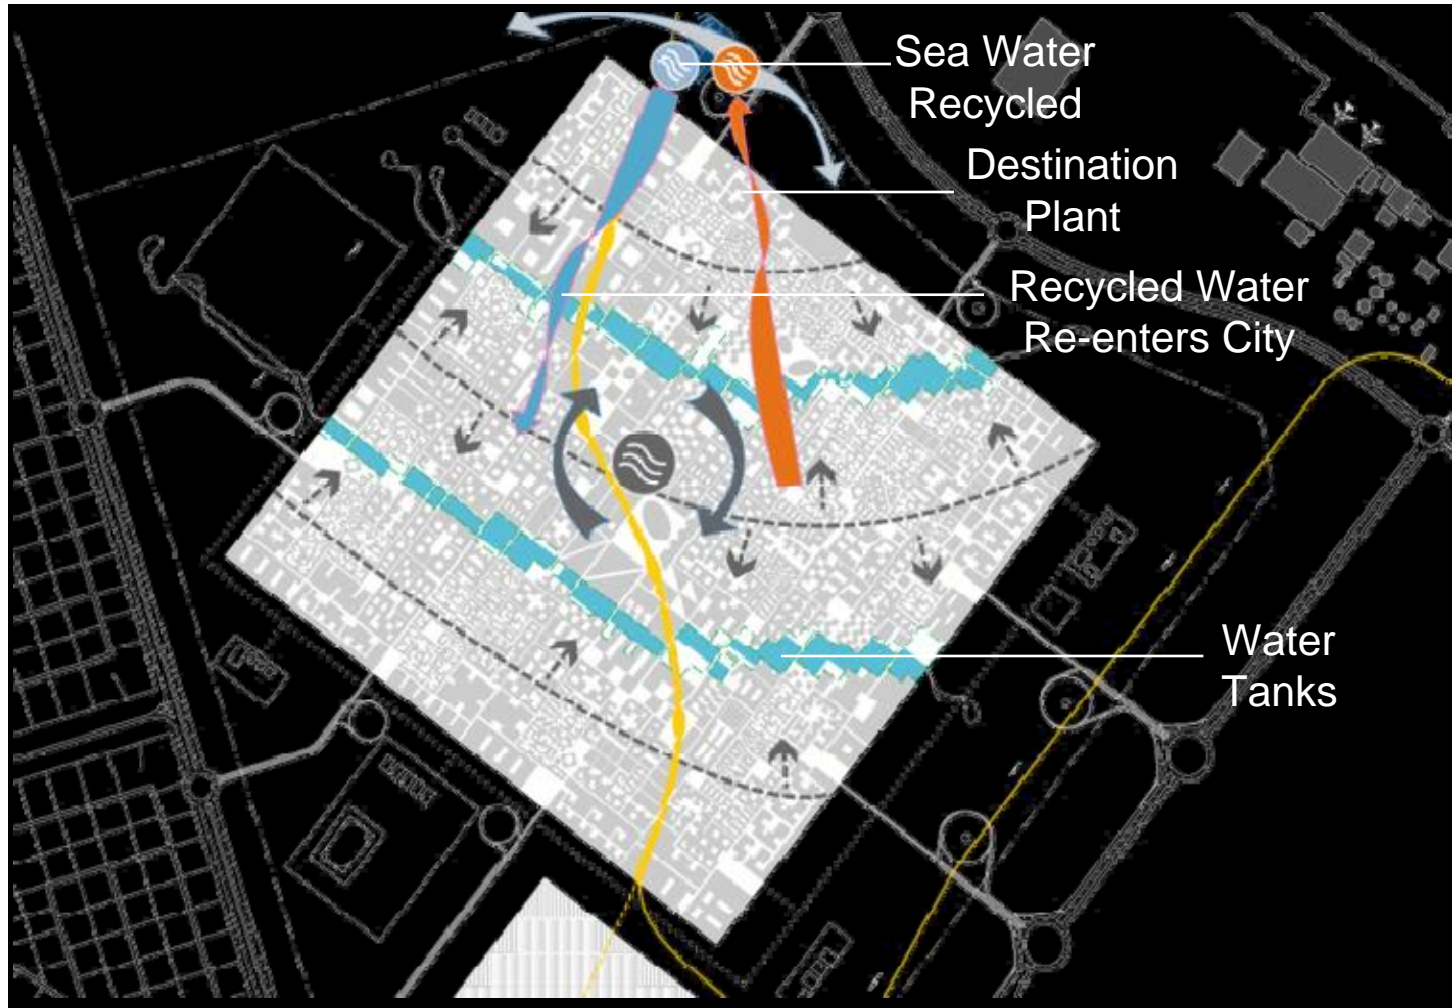 Sea Water
Recycled
Destination
Plant
Recycled Water
Re-enters City
Water
Tanks